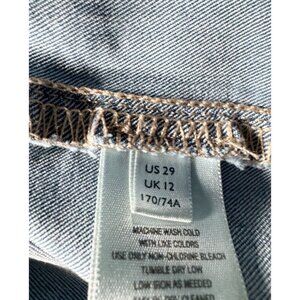 US 29
UK 12
170/74A
MACHINE WASH COLD
WITH LIKE COLORS
USE ONLY NON-CHLORINE BLEACH
TUMBLE DRY LOW
LOW IRON AS NEEDED